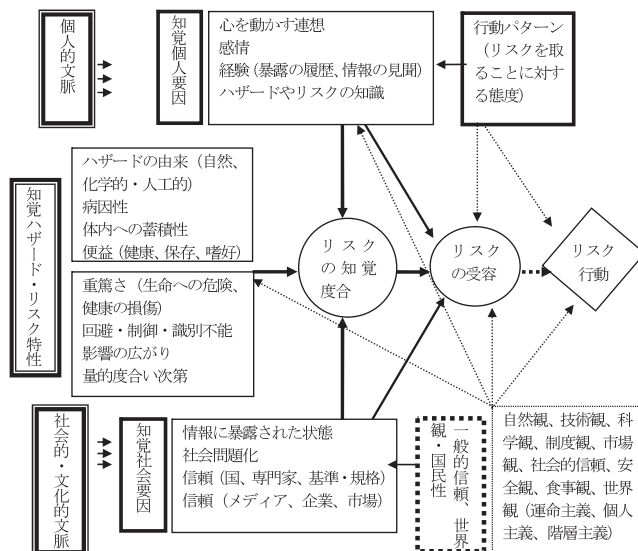 個人的文脈
知覚個人要因
心を動かす連想
感情
経験（暴露の履歴、情報の見聞）
ハザードやリスクの知識
行動パターン
（リスクを取
ることに対す
る態度）
知覚ハザード・リスク特性
ハザードの由来（自然、
化学的・人工的）
病因性
体内への蓄積性
便益（健康、保存、嗜好）
重篤さ（生命への危険、
健康の損傷）
回避・制御・識別不能
影響の広がり
量的度合い次第
リスク
の知覚
度合
リスク
の受容
リスク
行動
社会的・文化的文脈
知覚社会要因
情報に暴露された状態
社会問題化
信頼（国、専門家、基準・規格）
信頼（メディア、企業、市場）
一般的信頼、世界
観・国民性
自然観、技術観、科
学観、制度観、市場
観、社会的信頼、安
全観、食事観、世界
観（運命主義、個人
主義、階層主義）